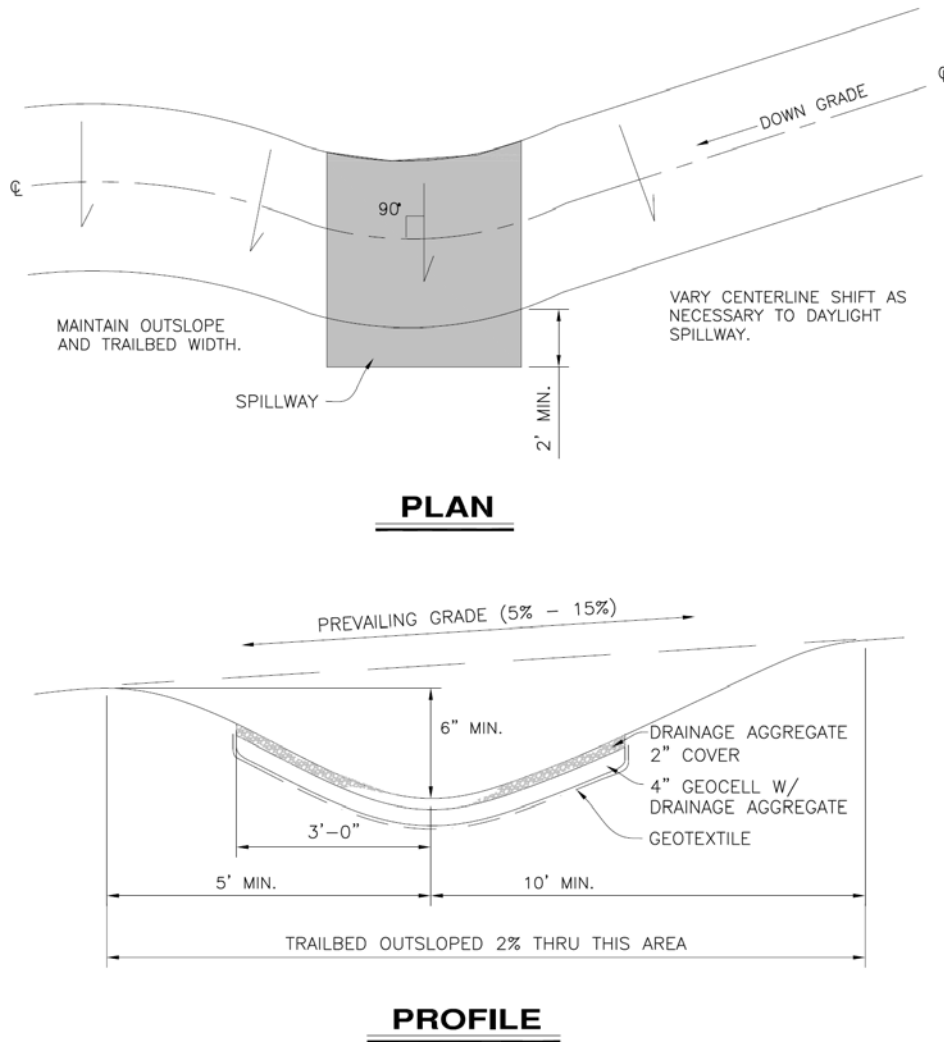 ℄
DOWN GRADE
℄
90°
MAINTAIN OUTSLOPE
AND TRAILBED WIDTH.
VARY CENTERLINE SHIFT AS
NECESSARY TO DAYLIGHT
SPILLWAY.
SPILLWAY
2' MIN.
PLAN
PREVAILING GRADE (5% - 15%)
6" MIN.
DRAINAGE AGGREGATE
2" COVER
4" GEOCELL W/
DRAINAGE AGGREGATE
GEOTEXTILE
3'-0"
5' MIN.
10' MIN.
TRAILBED OUTSLOPED 2% THRU THIS AREA
PROFILE